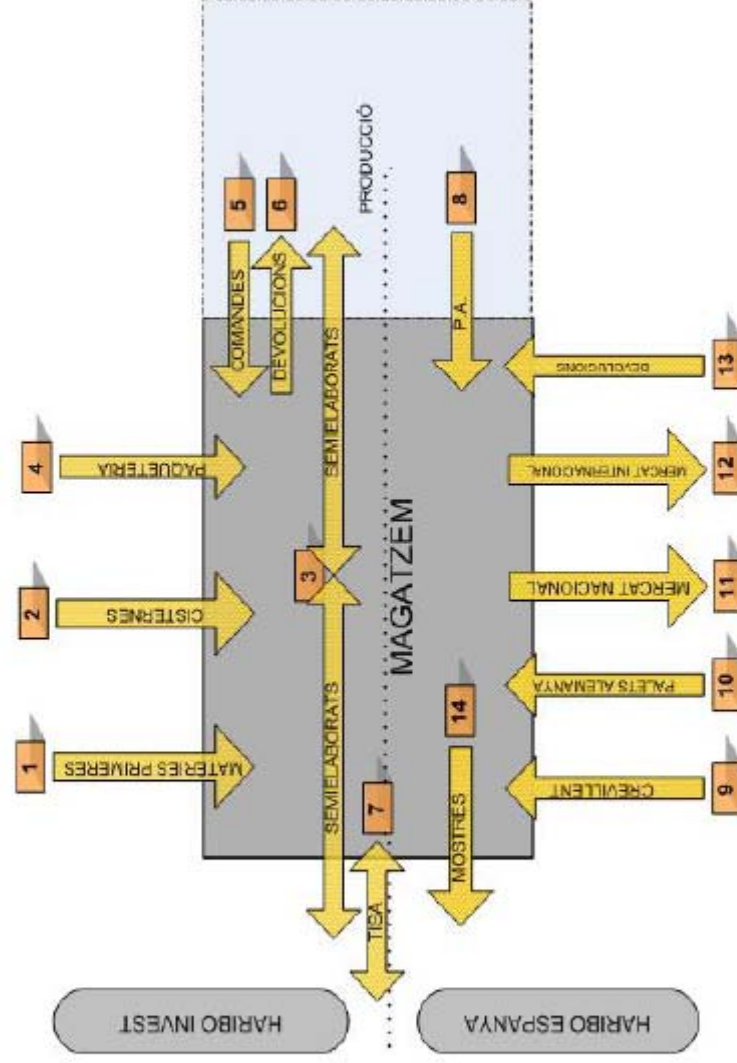 1
MATÈRIES PRIMERES
2
CISTERNES
4
PAQUETERIA
5
COMANDES
6
DEVOLUCIONS
3
SEMIELABORATS
SEMIELABORATS
PRODUCCIÓ
7
TISA
MAGATZEM
8
P.A.
14
MOSTRES
9
CREVILLENT
10
PALETS ALEMANYA
11
MERCAT NACIONAL
12
MERCAT INTERNACIONAL
13
DEVOLUCIONS
HARIBO INVEST
HARIBO ESPANYA